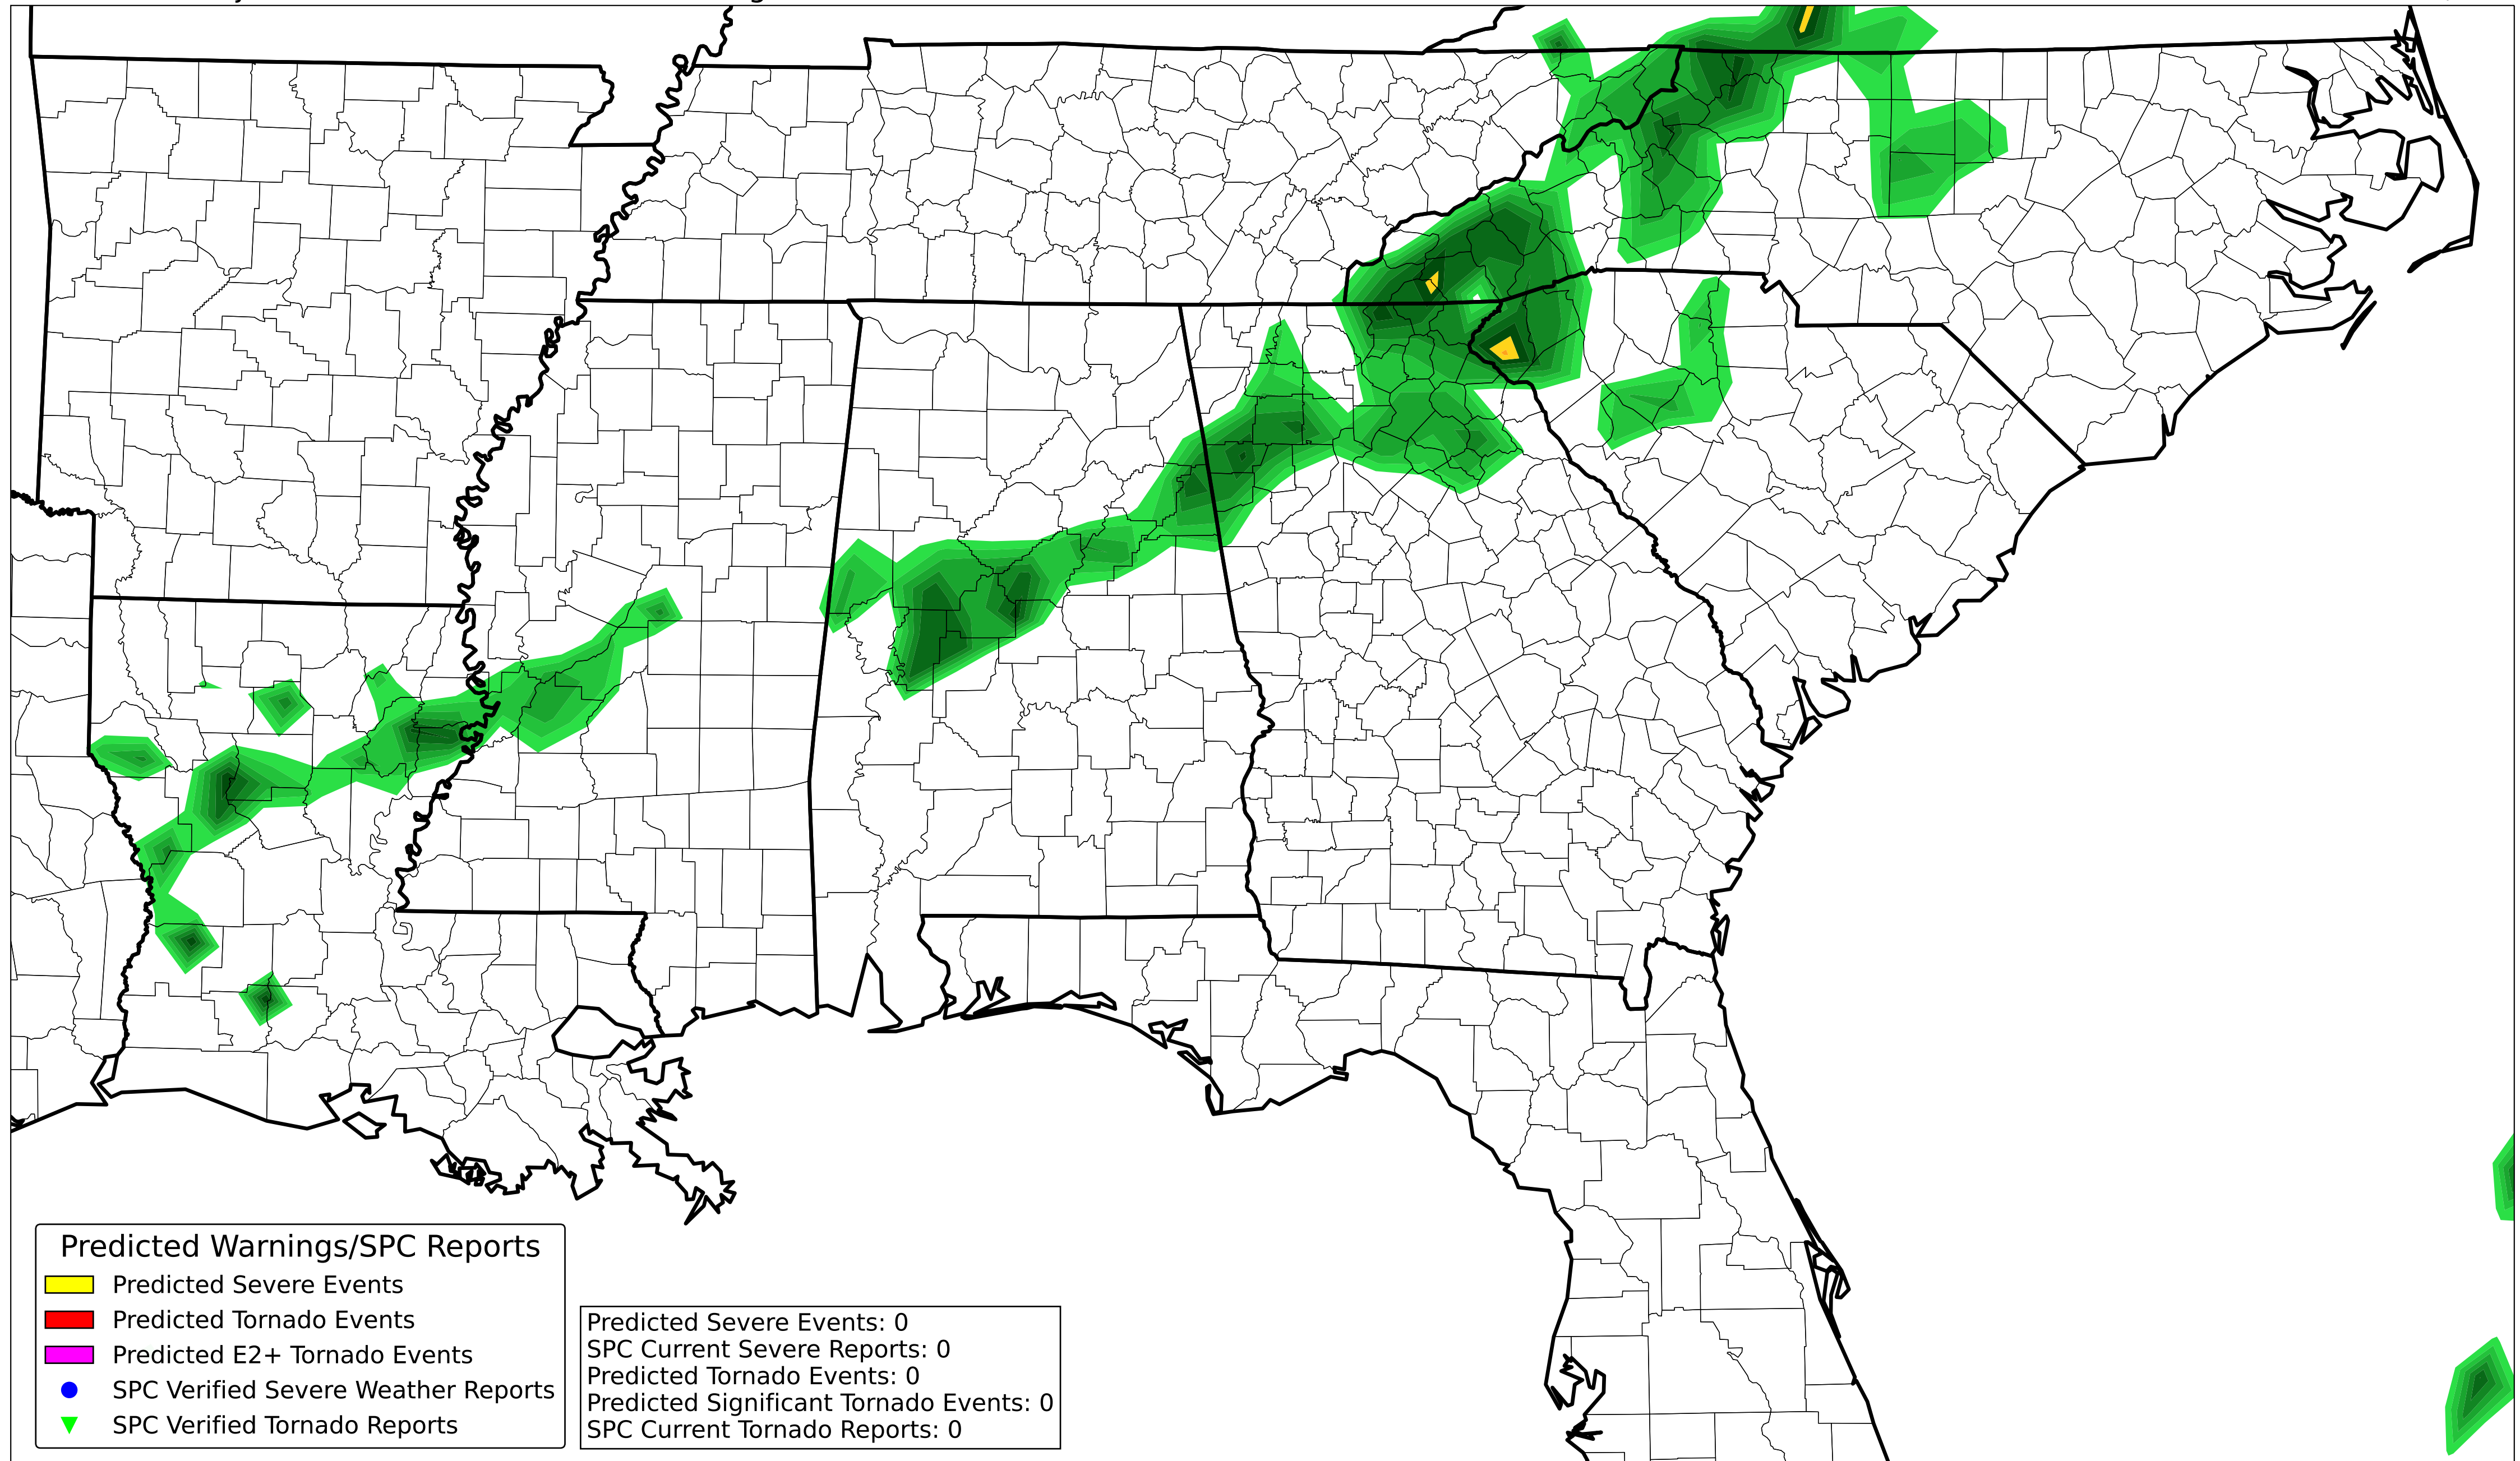 Predicted Warnings/SPC Reports
Predicted Severe Events
Predicted Tornado Events
Predicted E2+ Tornado Events
SPC Verified Severe Weather Reports
SPC Verified Tornado Reports
Predicted Severe Events: 0
SPC Current Severe Reports: 0
Predicted Tornado Events: 0
Predicted Significant Tornado Events: 0
SPC Current Tornado Reports: 0